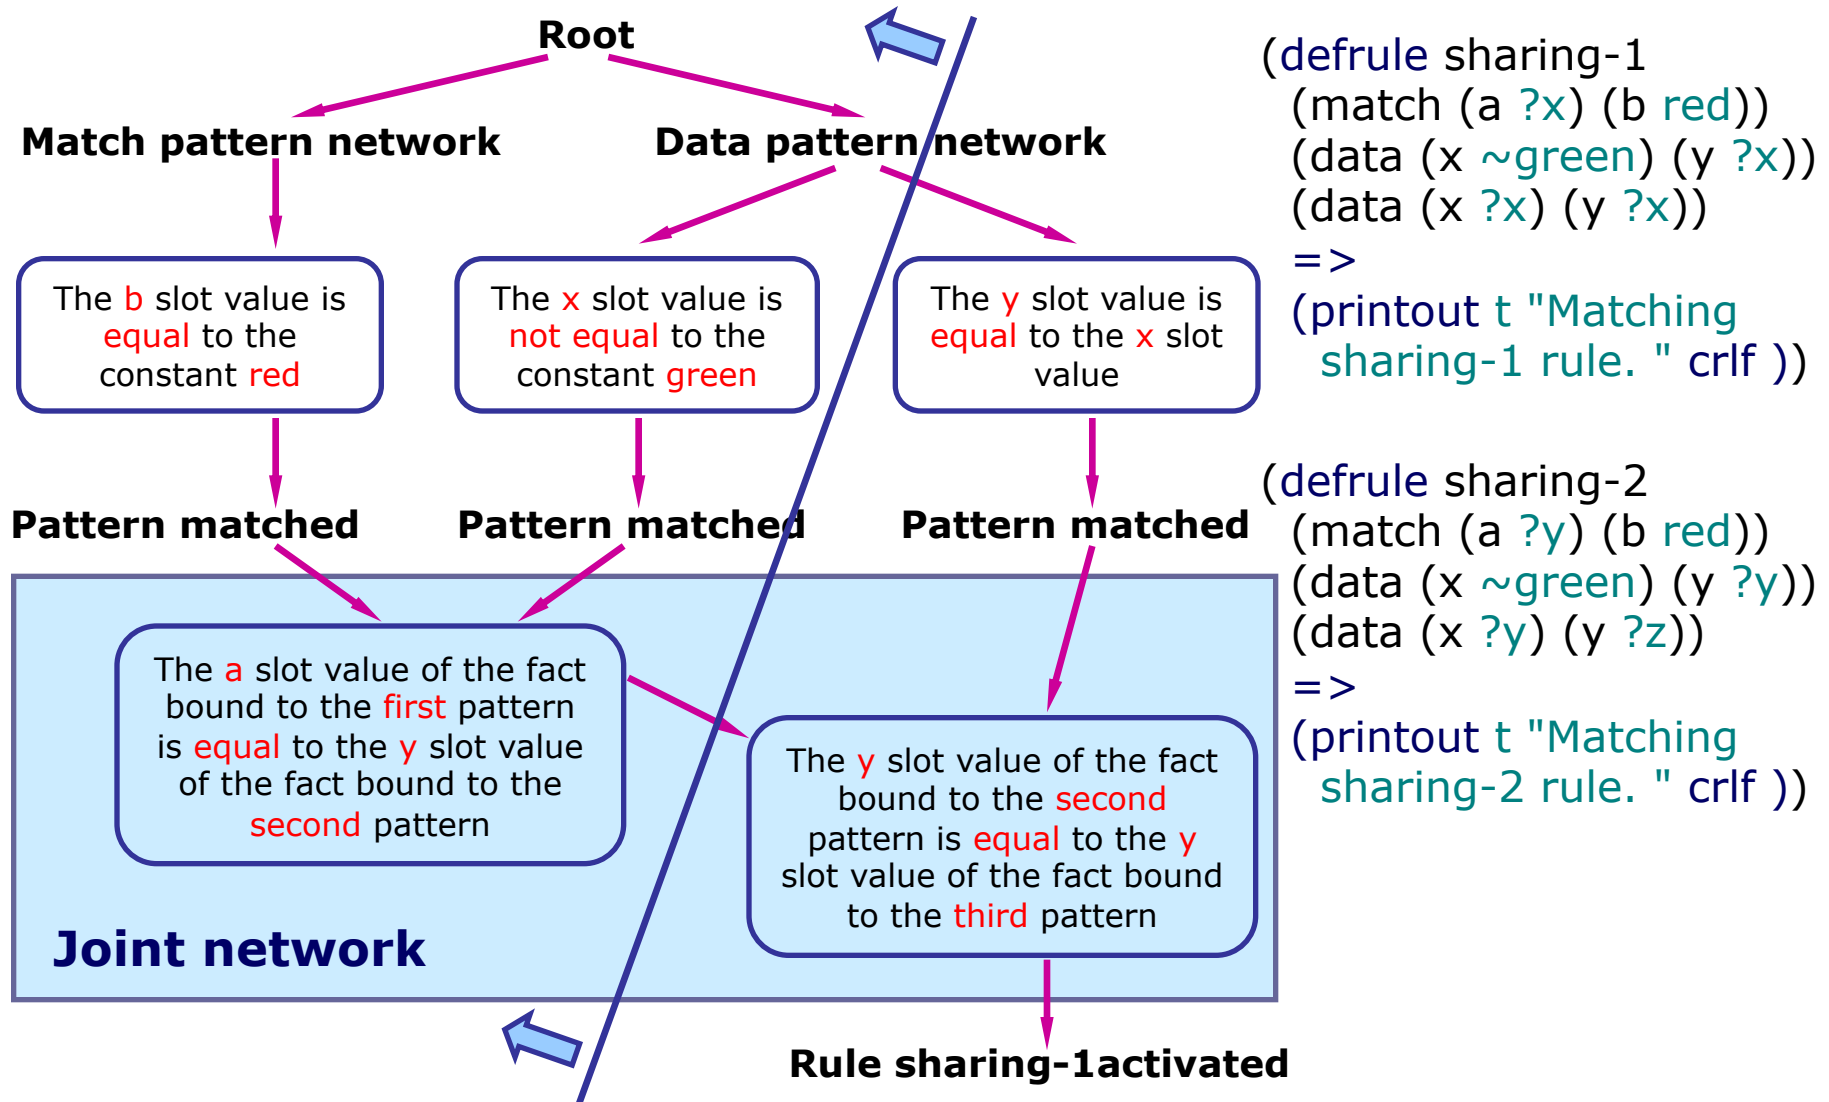 Root
Match pattern network
Data pattern network
The b slot value is
equal to the
constant red
The x slot value is
not equal to the
constant green
The y slot value is
equal to the x slot
value
Pattern matched
Pattern matched
Pattern matched
The a slot value of the fact
bound to the first pattern
is equal to the y slot value
of the fact bound to the
second pattern
The y slot value of the fact
bound to the second
pattern is equal to the y
slot value of the fact bound
to the third pattern
Joint network
Rule sharing-1activated
(defrule sharing-1
(match (a ?x) (b red))
(data (x ~green) (y ?x))
(data (x ?x) (y ?x))
=>
(printout t "Matching
sharing-1 rule. " crlf ))
(defrule sharing-2
(match (a ?y) (b red))
(data (x ~green) (y ?y))
(data (x ?y) (y ?z))
=>
(printout t "Matching
sharing-2 rule. " crlf ))